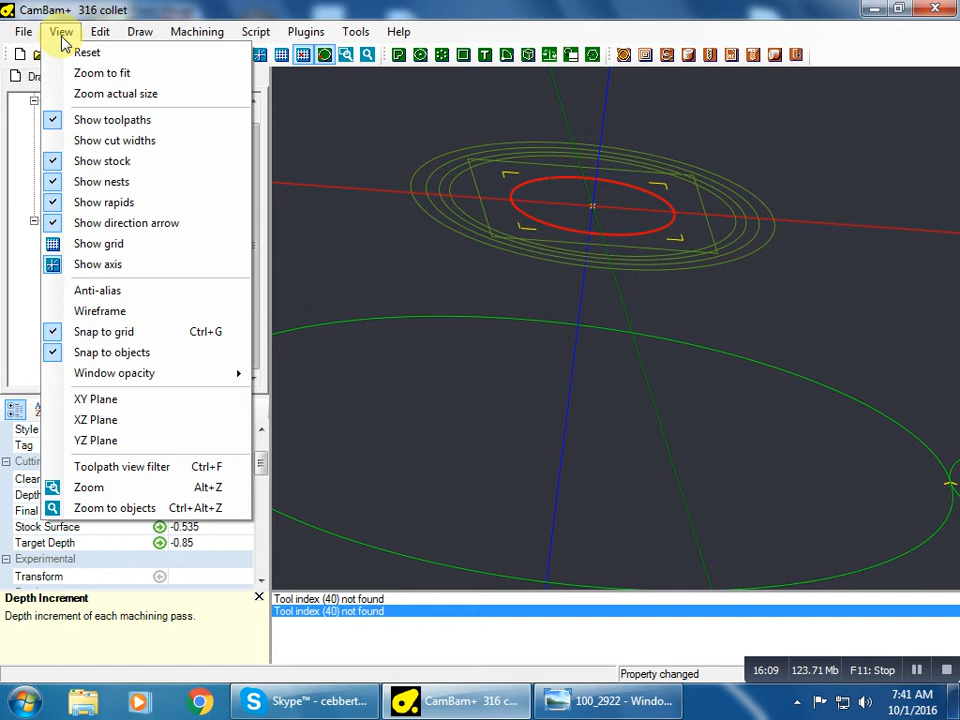 CamBam+ 316 collet
File View Edit Draw Machining Script Plugins Tools Help
Reset
Zoom to fit
Zoom actual size
Show toolpaths
Show cut widths
Show stock
Show nests
Show rapids
Show direction arrow
Show grid
Show axis
Anti-alias
Wireframe
Snap to grid Ctrl+G
Snap to objects
Window opacity
XY Plane
XZ Plane
YZ Plane
Toolpath view filter Ctrl+F
Zoom Alt+Z
Zoom to objects Ctrl+Alt+Z
Style
Tag
Stock Surface -0.535
Target Depth -0.85
Experimental
Transform
Depth Increment
Depth increment of each machining pass.
Tool index (40) not found
Tool index (40) not found
Property changed
16:09 123.71 Mb F11: Stop
Skype™ - cebbert...
CamBam+ 316 c...
100_2922 - Windo...
7:41 AM
10/1/2016